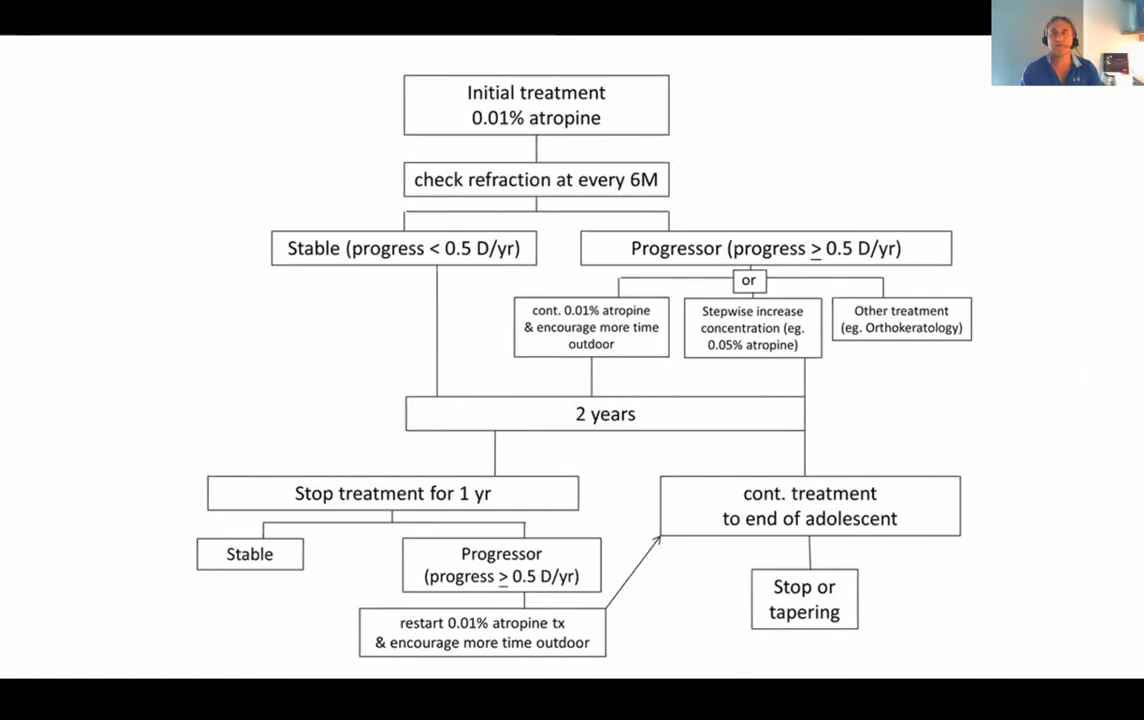 Initial treatment
0.01% atropine
check refraction at every 6M
Stable (progress < 0.5 D/yr)
Progressor (progress ≥ 0.5 D/yr)
or
cont. 0.01% atropine
& encourage more time
outdoor
Stepwise increase
concentration (eg.
0.05% atropine)
Other treatment
(eg. Orthokeratology)
2 years
Stop treatment for 1 yr
cont. treatment
to end of adolescent
Stable
Progressor
(progress ≥ 0.5 D/yr)
Stop or
tapering
restart 0.01% atropine tx
& encourage more time outdoor